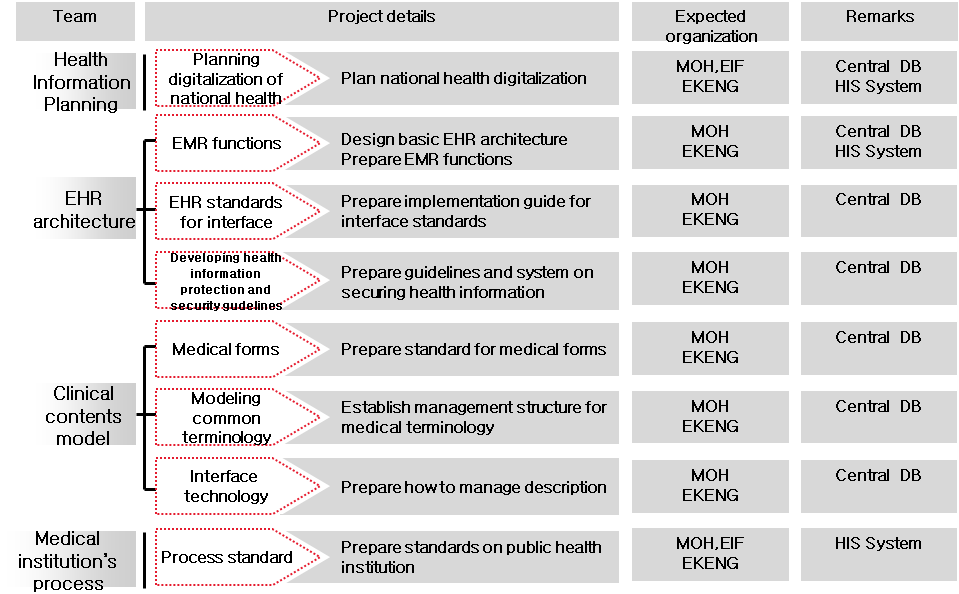 Team
Project details
Expected
organization
Remarks
Health
Information
Planning
Planning
digitalization of
national health
Plan national health digitalization
MOH,EIF
EKENG
Central DB
HIS System
EHR
architecture
EMR functions
Design basic EHR architecture
Prepare EMR functions
MOH
EKENG
Central DB
HIS System
EHR standards
for interface
Prepare implementation guide for
interface standards
MOH
EKENG
Central DB
Developing health
information
protection and
security gudelines
Prepare guidelines and system on
securing health information
MOH
EKENG
Central DB
Clinical
contents
model
Medical forms
Prepare standard for medical forms
MOH
EKENG
Central DB
Modeling
common
terminology
Establish management structure for
medical terminology
MOH
EKENG
Central DB
Interface
technology
Prepare how to manage description
MOH
EKENG
Central DB
Medical
institution's
process
Process standard
Prepare standards on public health
institution
MOH,EIF
EKENG
HIS System